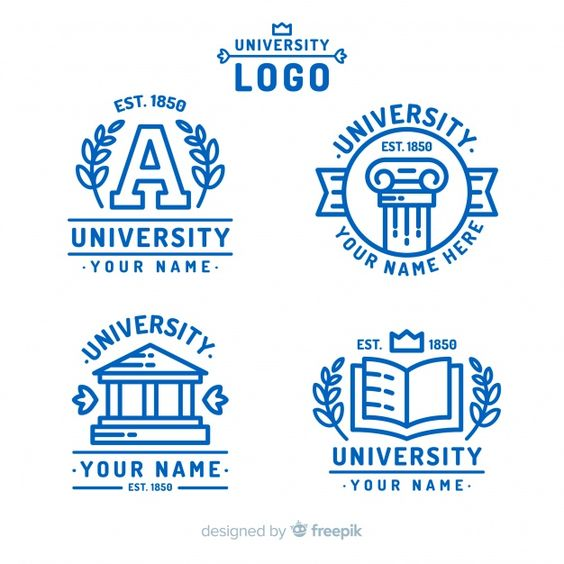 UNIVERSITY
LOGO
EST. 1850
A
UNIVERSITY
· YOUR NAME ·
· UNIVERSITY ·
EST. 1850
YOUR NAME HERE
· UNIVERSITY ·
· YOUR NAME ·
EST. 1850
EST. 1850
UNIVERSITY
· YOUR NAME ·
designed by freepik